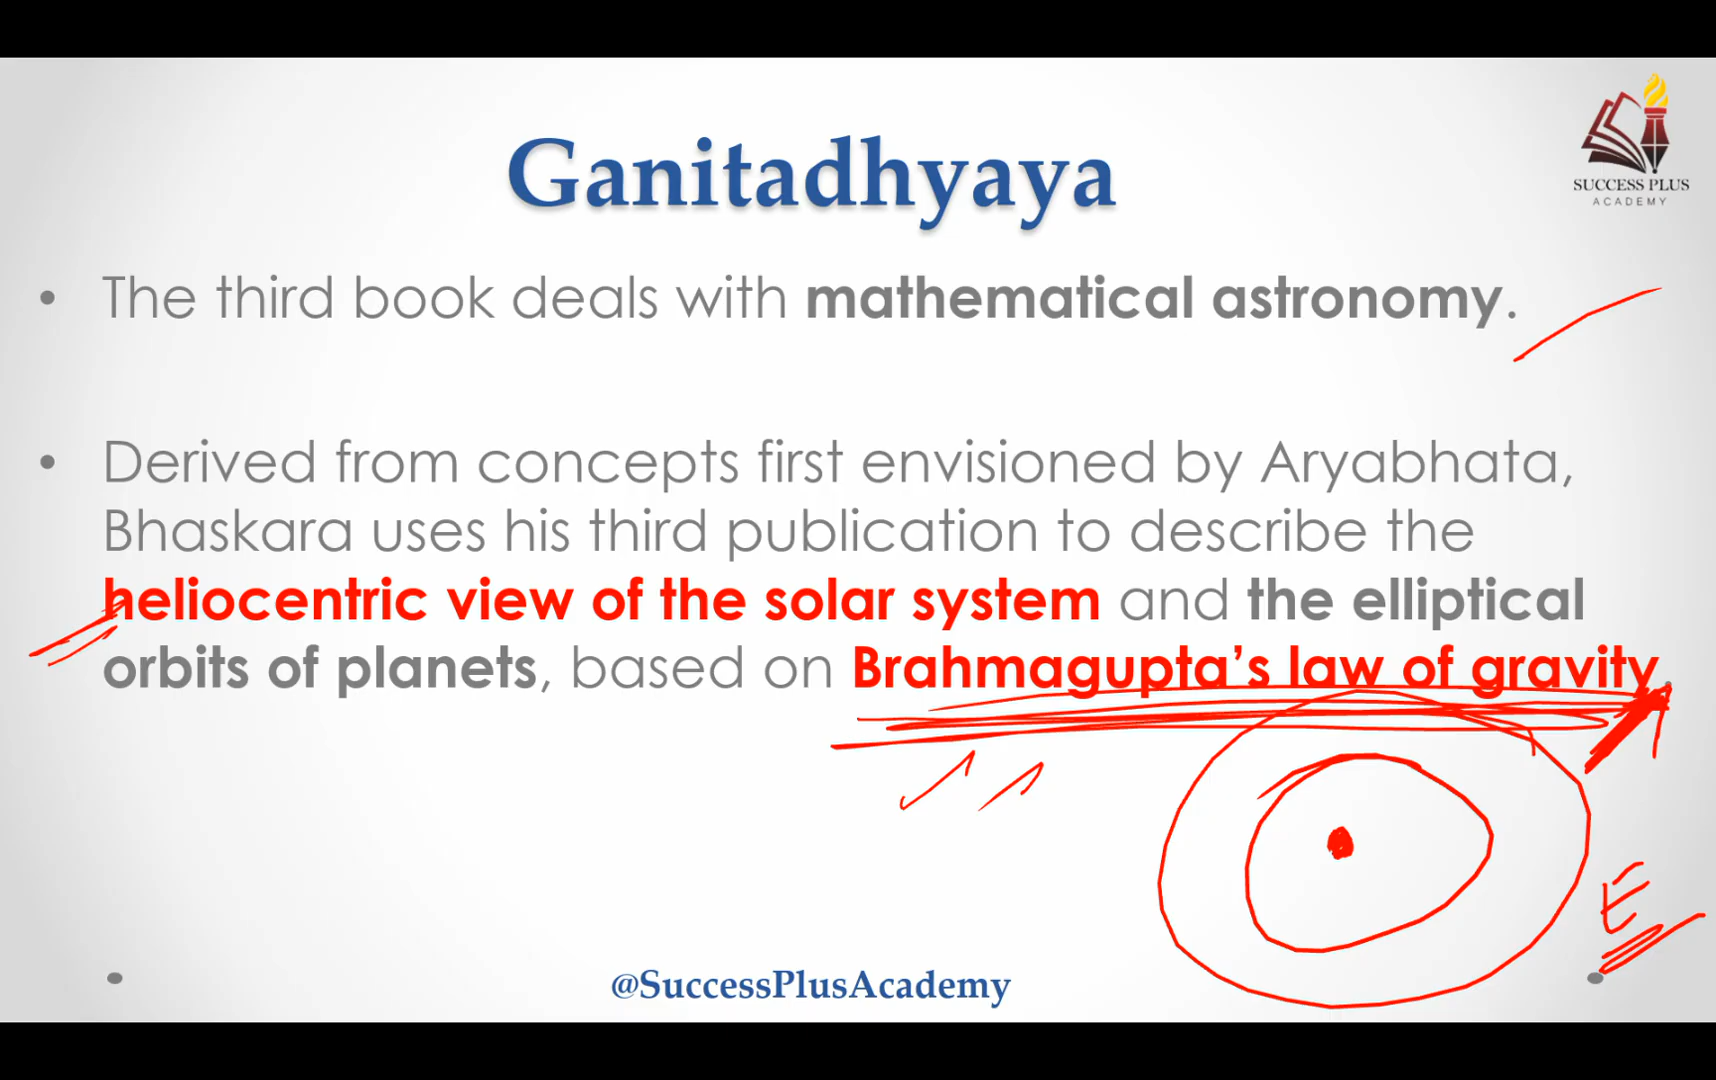 SUCCESS PLUS
ACADEMY
Ganitadhyaya
• The third book deals with mathematical astronomy.
• Derived from concepts first envisioned by Aryabhata,
Bhaskara uses his third publication to describe the
heliocentric view of the solar system and the elliptical
orbits of planets, based on Brahmagupta’s law of gravity.
E
@SuccessPlusAcademy